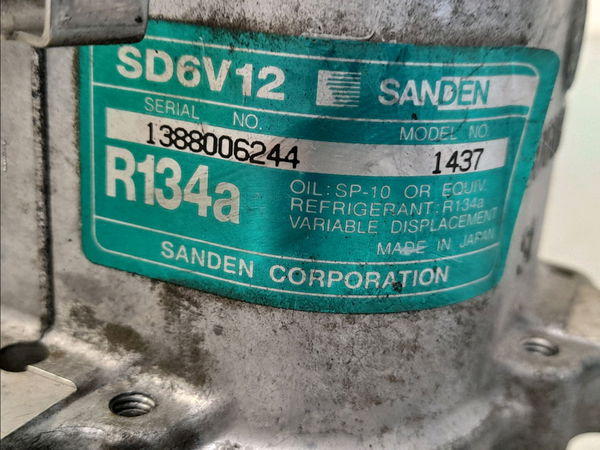 SD6V12 SANDEN
SERIAL NO. MODEL NO.
1388006244 1437
R134a
OIL: SP-10 OR EQUIV.
REFRIGERANT: R134a
VARIABLE DISPLACEMENT
MADE IN JAPAN
SANDEN CORPORATION